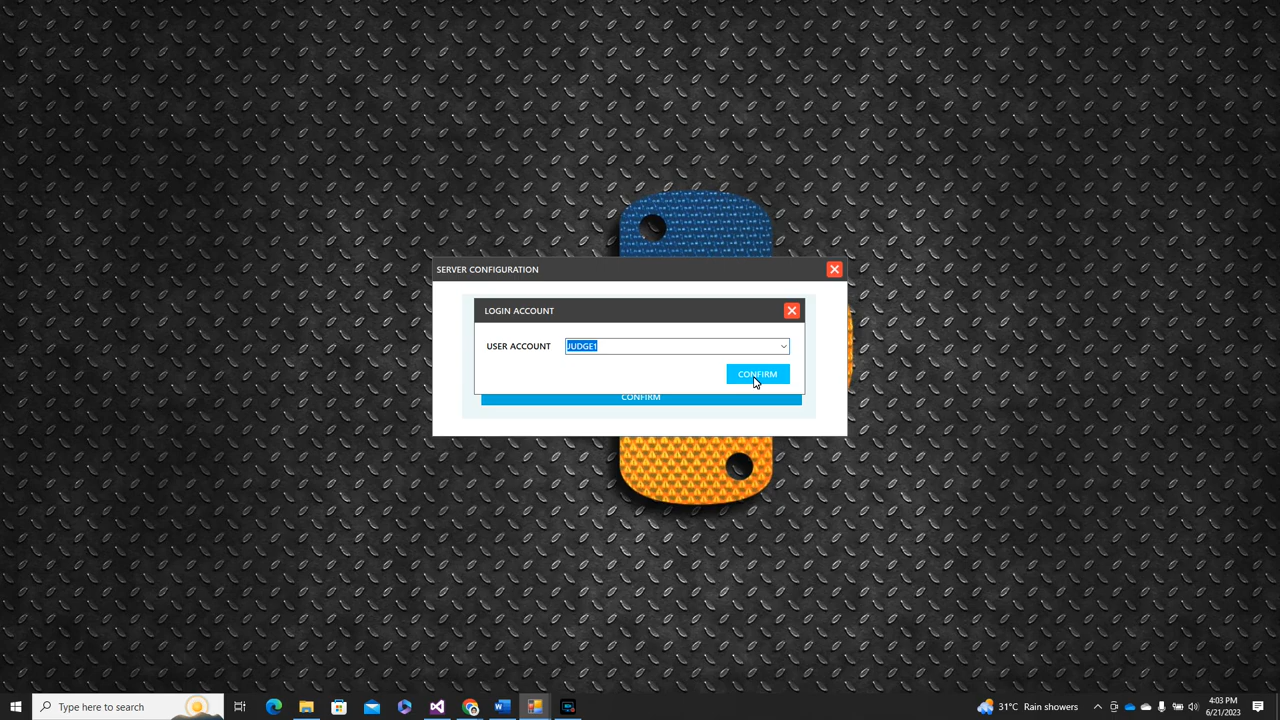 SERVER CONFIGURATION
LOGIN ACCOUNT
USER ACCOUNT
JUDGE1
CONFIRM
CONFIRM
Type here to search
31°C Rain showers
4:03 PM
6/21/2023